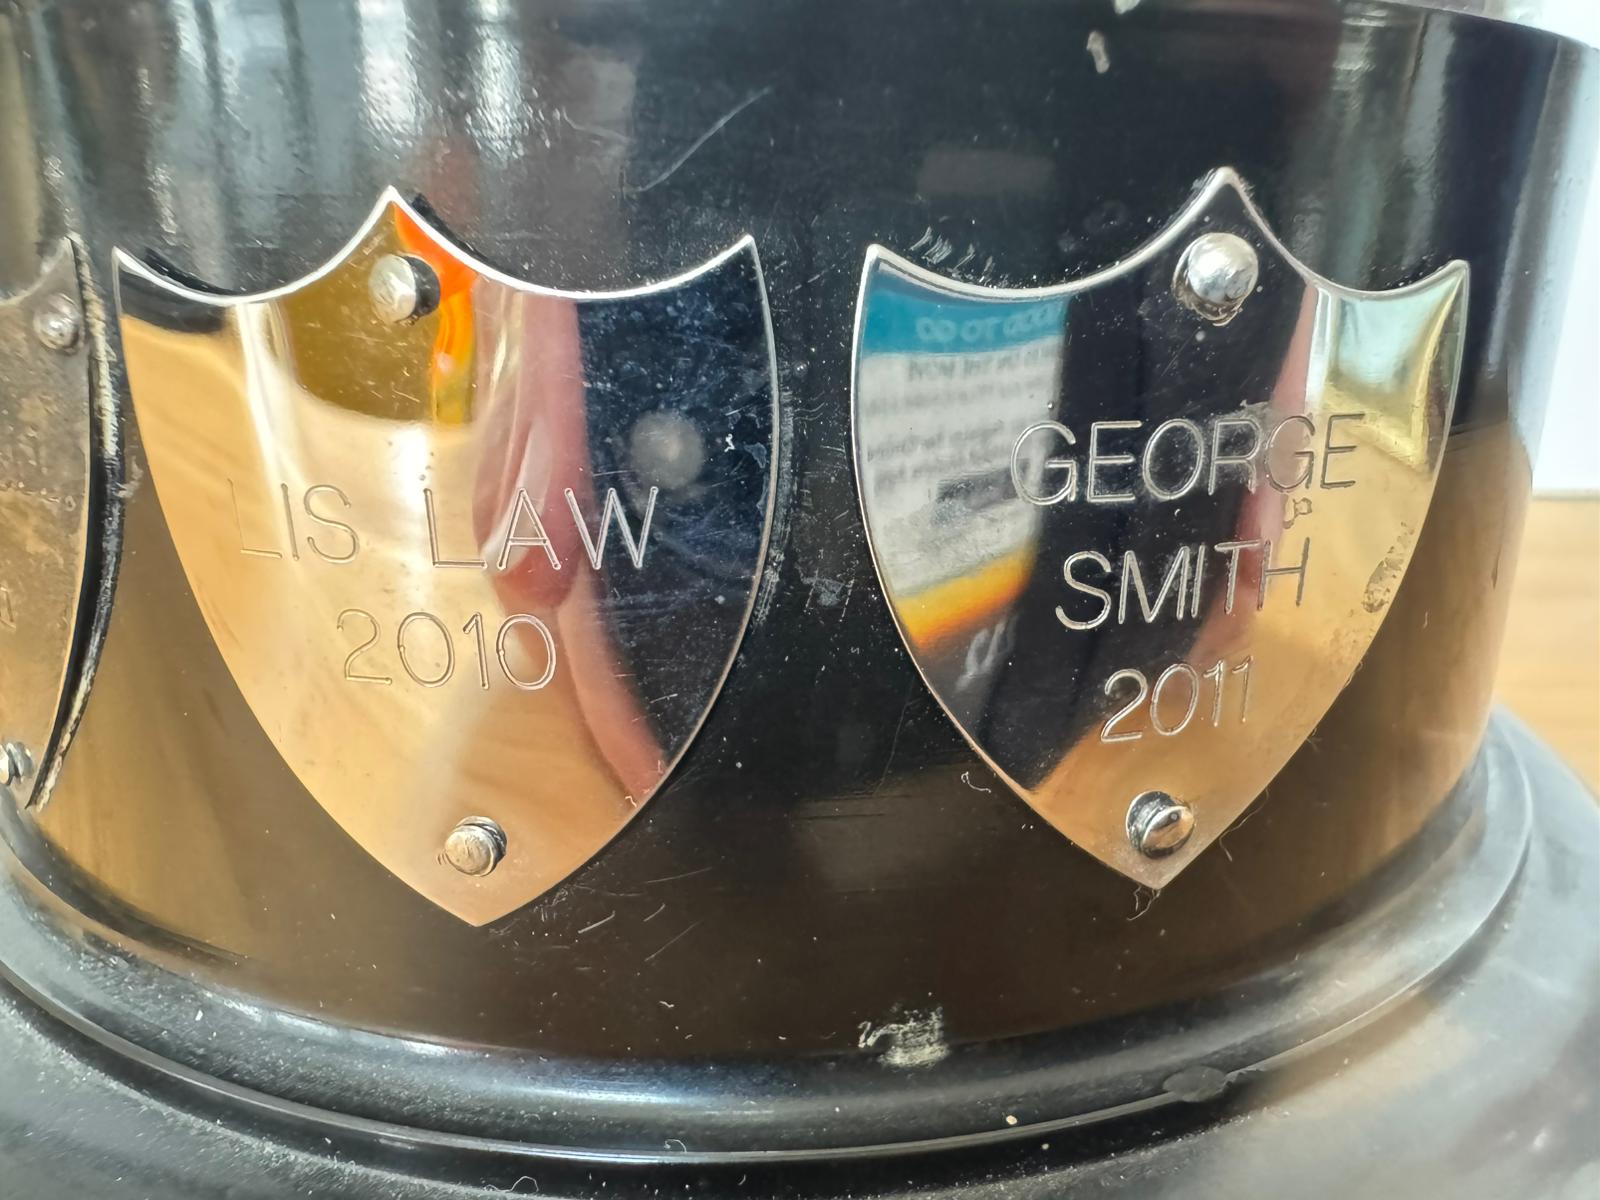 LIS LAW
2010
GEORGE
SMITH
2011